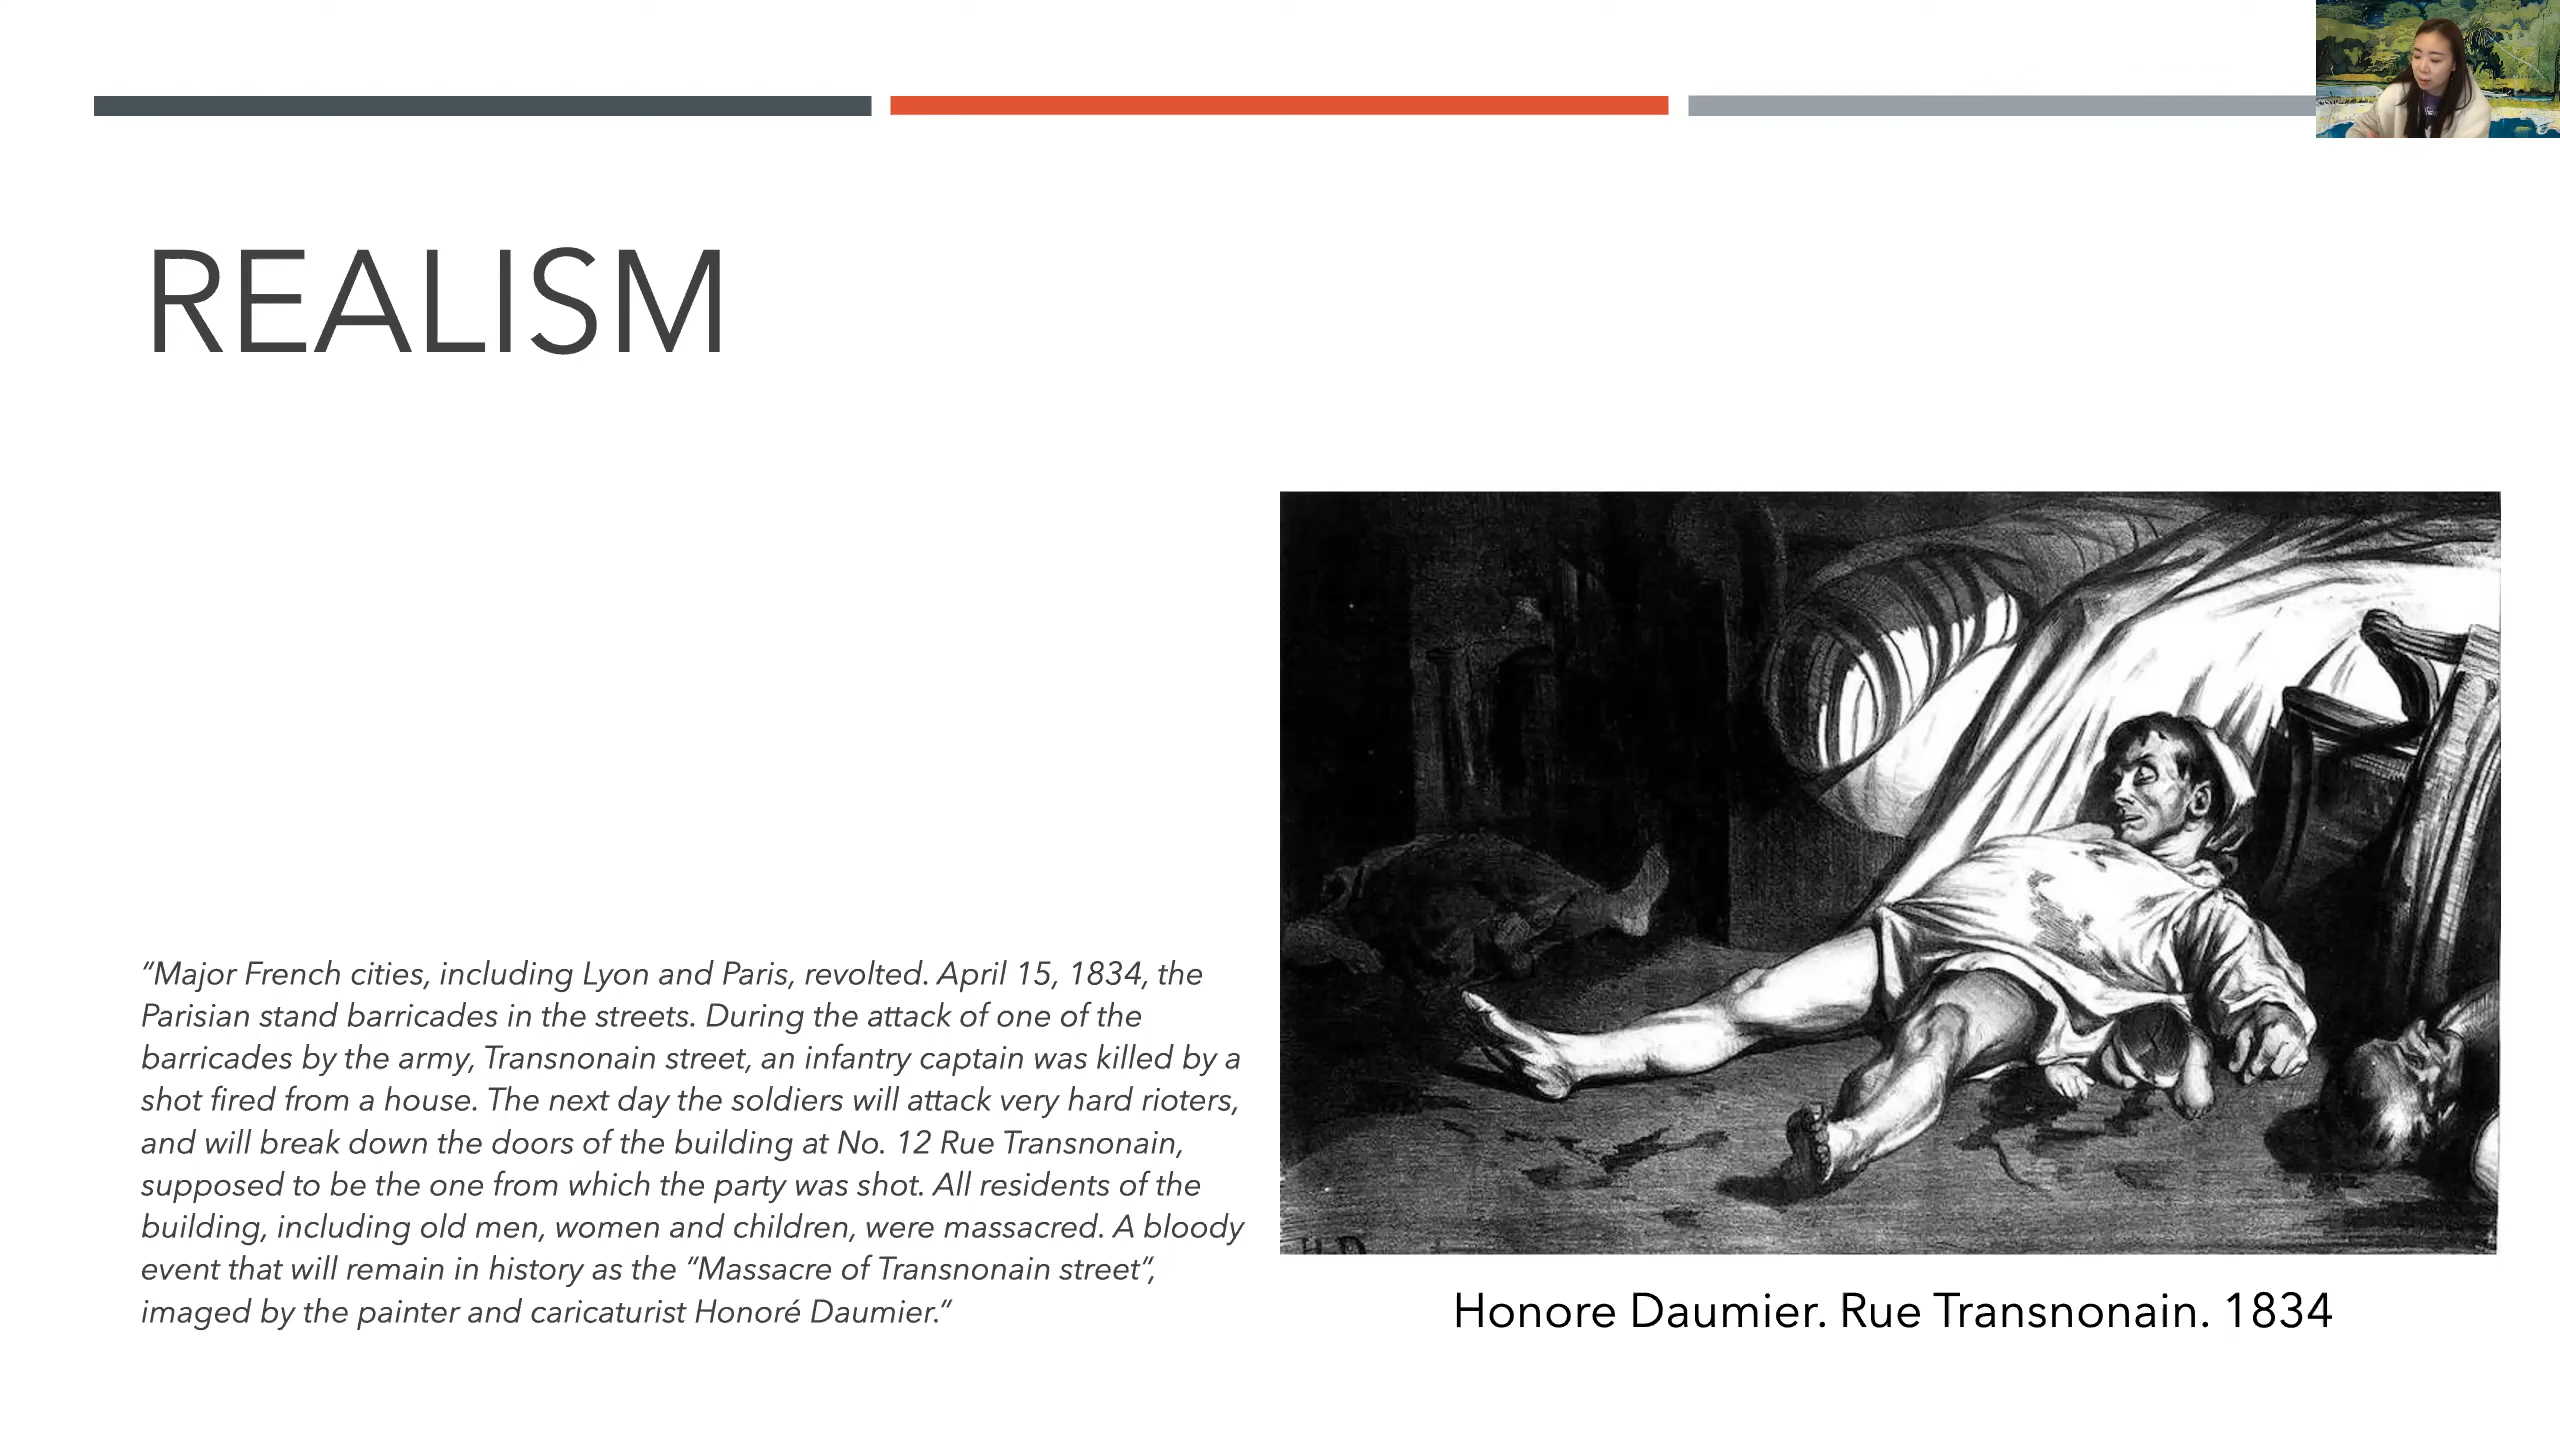 REALISM
“Major French cities, including Lyon and Paris, revolted. April 15, 1834, the
Parisian stand barricades in the streets. During the attack of one of the
barricades by the army, Transnonain street, an infantry captain was killed by a
shot fired from a house. The next day the soldiers will attack very hard rioters,
and will break down the doors of the building at No. 12 Rue Transnonain,
supposed to be the one from which the party was shot. All residents of the
building, including old men, women and children, were massacred. A bloody
event that will remain in history as the “Massacre of Transnonain street”,
imaged by the painter and caricaturist Honoré Daumier.”
Honore Daumier. Rue Transnonain. 1834